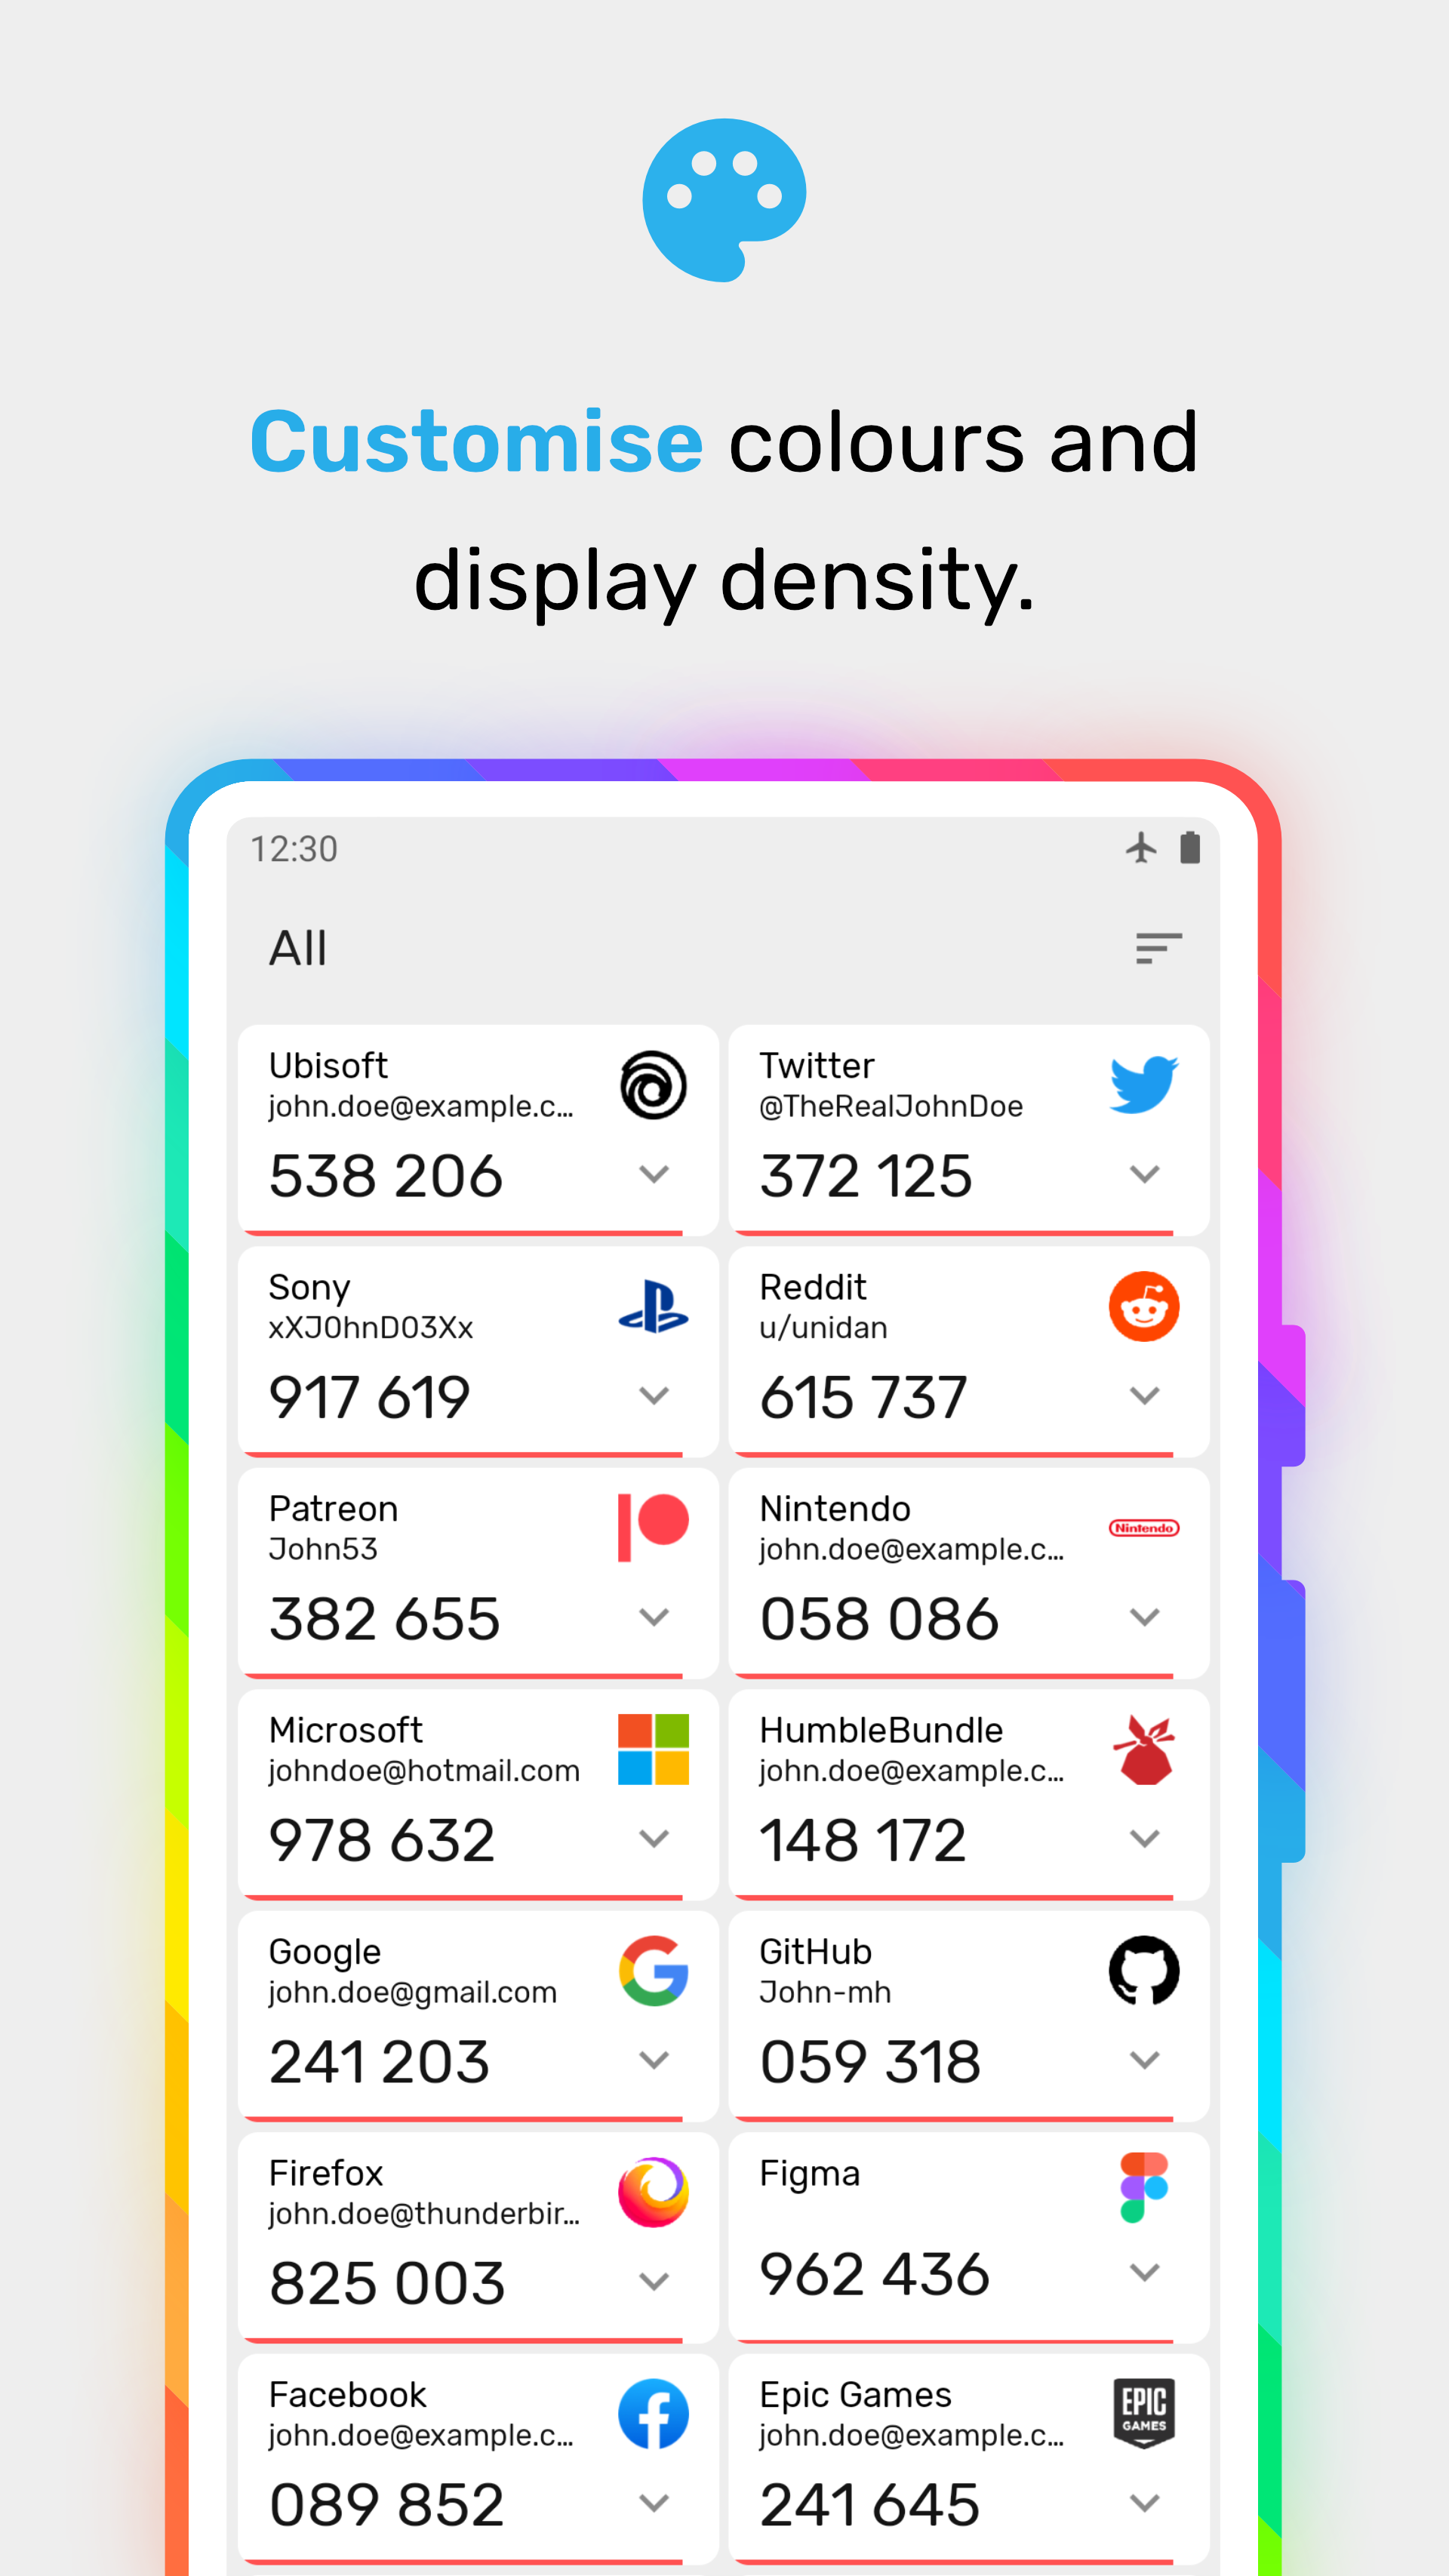 Customise colours and
display density.
12:30
All
Ubisoft
john.doe@example.c...
538 206
Twitter
@TheRealJohnDoe
372 125
Sony
xXJ0hnD03Xx
917 619
Reddit
u/unidan
615 737
Patreon
John53
382 655
Nintendo
john.doe@example.c...
Nintendo
058 086
Microsoft
johndoe@hotmail.com
978 632
HumbleBundle
john.doe@example.c...
148 172
Google
john.doe@gmail.com
241 203
GitHub
John-mh
059 318
Firefox
john.doe@thunderbir...
825 003
Figma
962 436
Facebook
john.doe@example.c...
089 852
Epic Games
john.doe@example.c...
EPIC
GAMES
241 645